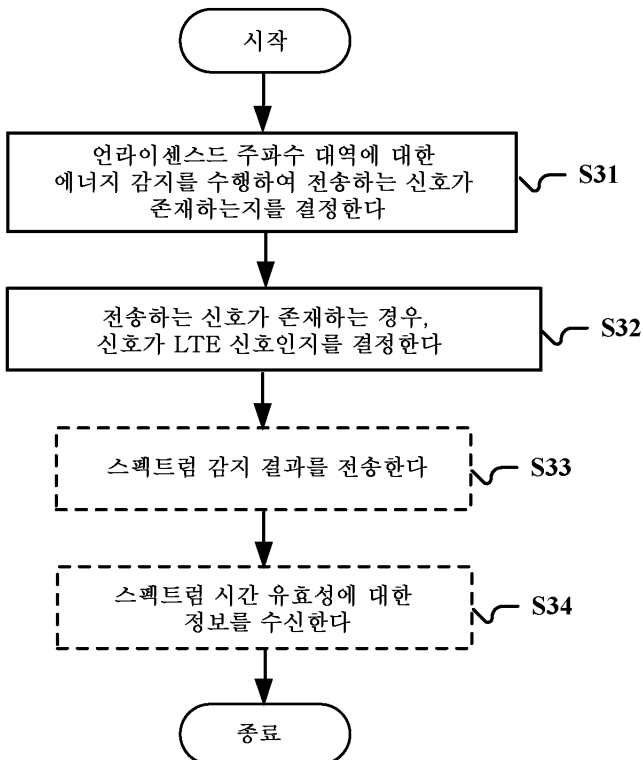 시작
언라이센스드 주파수 대역에 대한
에너지 감지를 수행하여 전송하는 신호가
존재하는지를 결정한다
S31
전송하는 신호가 존재하는 경우,
신호가 LTE 신호인지를 결정한다
S32
스펙트럼 감지 결과를 전송한다
S33
스펙트럼 시간 유효성에 대한
정보를 수신한다
S34
종료